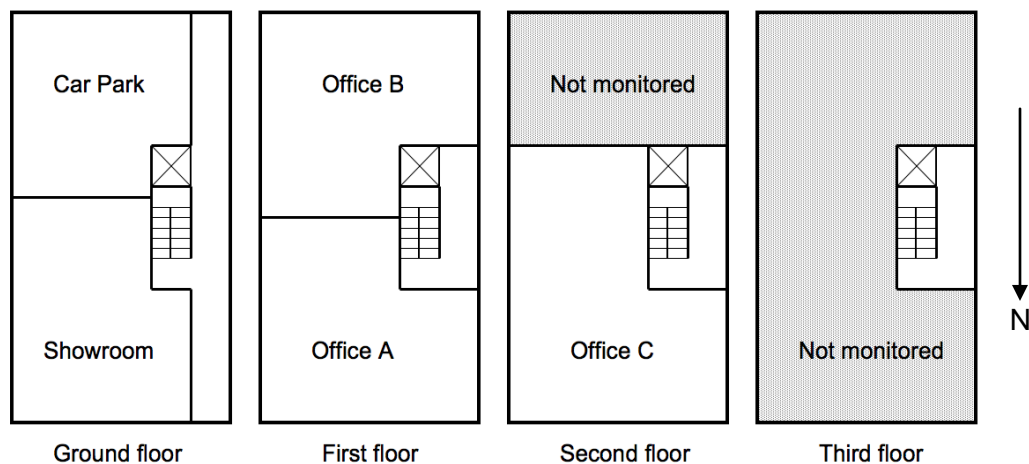 Car Park
Office B
Not monitored
N
Showroom
Office A
Office C
Not monitored
Ground floor
First floor
Second floor
Third floor